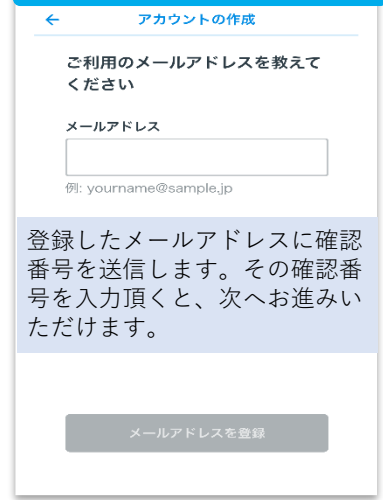 ← アカウントの作成
ご利用のメールアドレスを教えて
ください
メールアドレス
例: yourname@sample.jp
登録したメールアドレスに確認
番号を送信します。その確認番
号を入力頂くと、次へお進みい
ただけます。
メールアドレスを登録